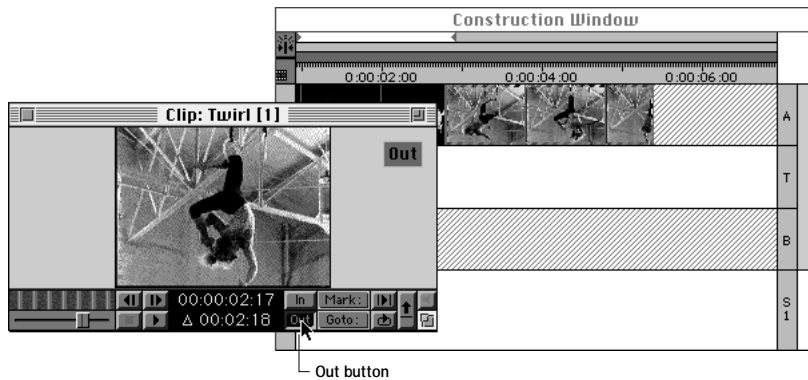 Construction Window
0:00:02:00 0:00:04:00 0:00:06:00
Clip: Twirl [1]
A
Out
T
B
00:00:02:17 In Mark:
Δ 00:02:18 Out Goto:
S
1
Out button